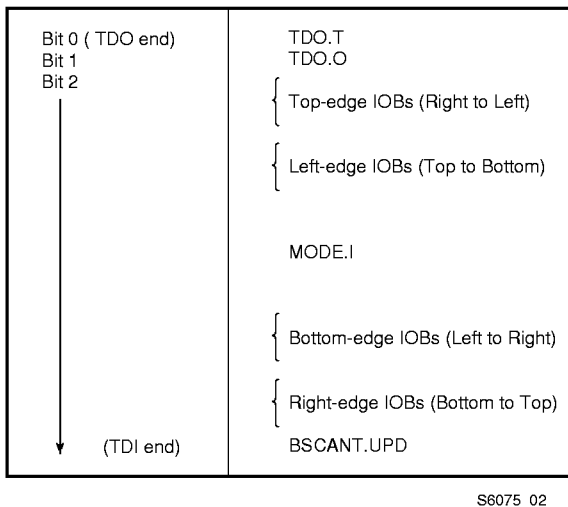 Bit 0 ( TDO end)
Bit 1
Bit 2
(TDI end)
TDO.T
TDO.O
Top-edge IOBs (Right to Left)
Left-edge IOBs (Top to Bottom)
MODE.I
Bottom-edge IOBs (Left to Right)
Right-edge IOBs (Bottom to Top)
BSCANT.UPD
S6075 02